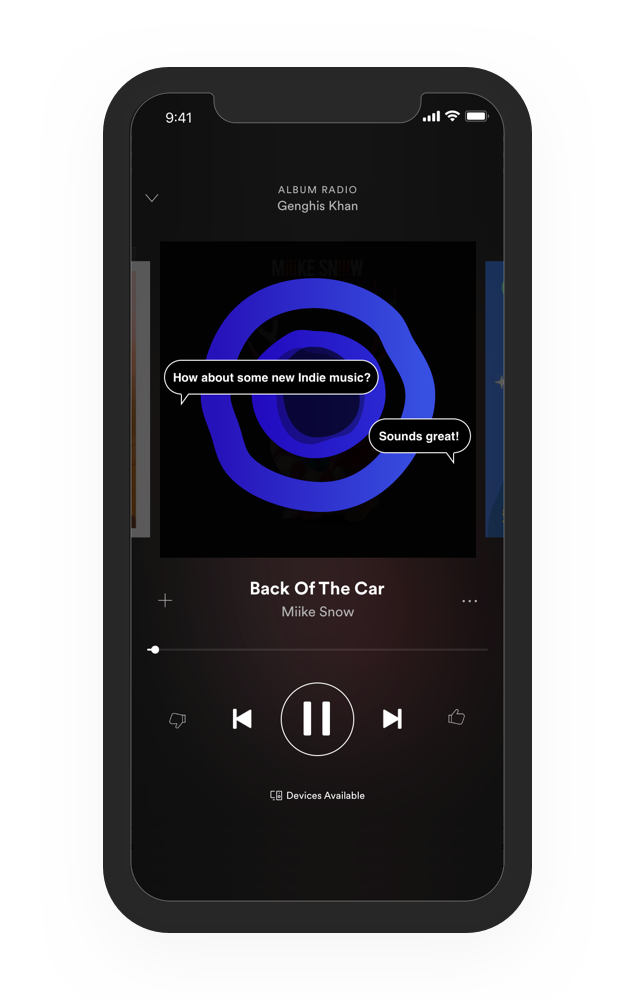 9:41
ALBUM RADIO
Genghis Khan
MIIKE SNOW
How about some new Indie music?
Sounds great!
Back Of The Car
Miike Snow
Devices Available